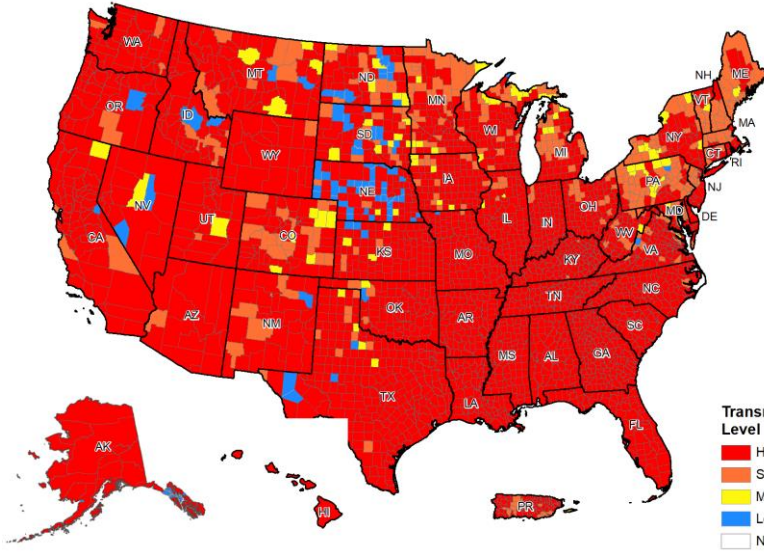 WA
MT
ND
MN
OR
ID
SD
WI
MI
NH
VT
ME
NY
MA
CT
RI
WY
NE
IA
PA
NJ
NV
UT
CO
IL
IN
OH
MD
DE
CA
KS
MO
WV
VA
KY
AZ
NM
OK
AR
TN
NC
SC
MS
AL
GA
TX
LA
FL
AK
HI
PR
Transm
Level
H
S
M
Lo
N